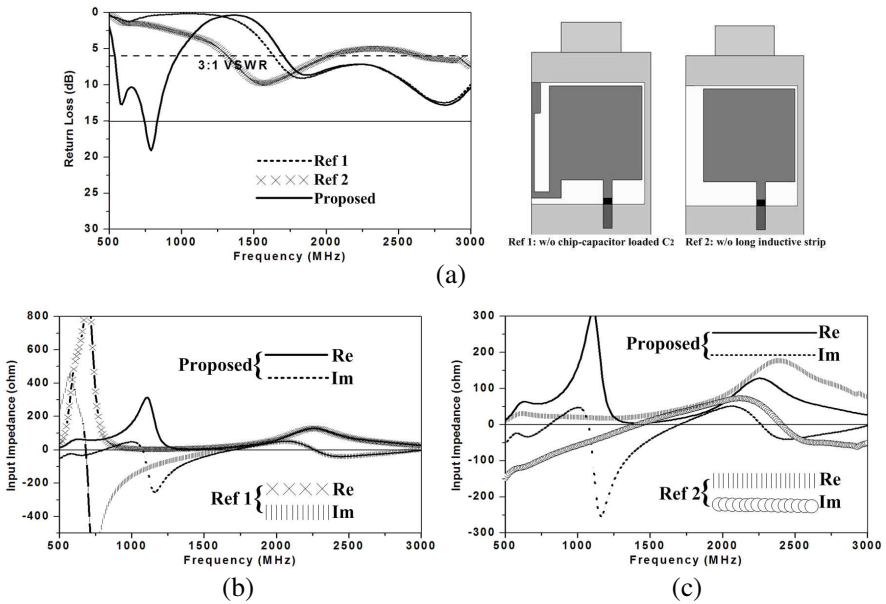 0
5
10
15
20
25
30
Return Loss (dB)
3:1 VSWR
Ref 1
Ref 2
Proposed
500
1000
1500
2000
2500
3000
Frequency (MHz)
Ref 1: w/o chip-capacitor loaded C2
Ref 2: w/o long inductive strip
(a)
800
600
400
200
0
-200
-400
Input Impedance (ohm)
Proposed { Re
Im
Ref 1 { Re
Im
500
1000
1500
2000
2500
3000
Frequency (MHz)
(b)
300
200
100
0
-100
-200
-300
Input Impedance (ohm)
Proposed { Re
Im
Ref 2 { Re
Im
500
1000
1500
2000
2500
3000
Frequency (MHz)
(c)